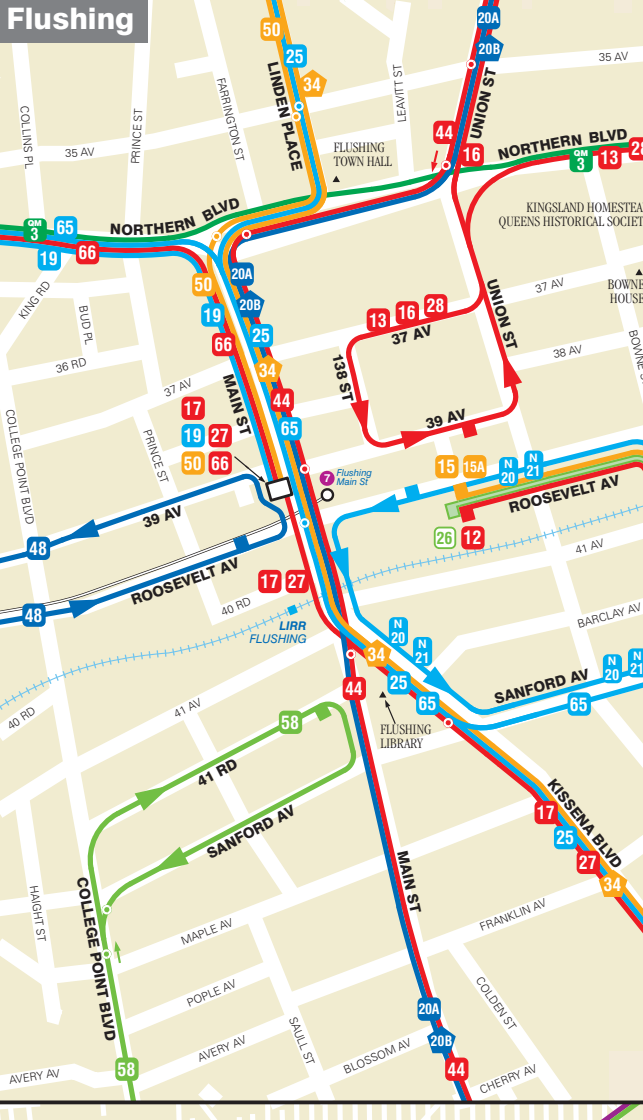 Flushing
50
25
34
20A
20B
35 AV
COLLINS PL
PRINCE ST
FARRINGTON ST
LINDEN PLACE
LEAVITT ST
UNION ST
35 AV
FLUSHING
TOWN HALL
44
16
NORTHERN BLVD
QM
3
13
28
KINGSLAND HOMESTEA
QUEENS HISTORICAL SOCIET
NORTHERN BLVD
QM
3
65
19
66
KING RD
BUD PL
20A
20B
50
19
66
25
34
44
65
37 AV
BOWNE
HOUSE
BOWNE
UNION ST
13
16
28
37 AV
138 ST
38 AV
39 AV
36 RD
37 AV
MAIN ST
COLLEGE POINT BLVD
PRINCE ST
17
19
27
50
66
7
Flushing
Main St
15
15A
N
20
N
21
ROOSEVELT AV
26
12
39 AV
48
ROOSEVELT AV
48
41 AV
17
27
40 RD
LIRR
FLUSHING
BARCLAY AV
N
20
N
21
34
25
65
SANFORD AV
N
20
N
21
65
44
FLUSHING
LIBRARY
40 RD
41 AV
58
41 RD
SANFORD AV
KISSENA BLVD
17
25
27
34
HAIGHT ST
COLLEGE POINT BLVD
MAIN ST
MAPLE AV
FRANKLIN AV
POPLE AV
COLDEN ST
SAULL ST
20A
20B
44
AVERY AV
BLOSSOM AV
AVERY AV
58
CHERRY AV